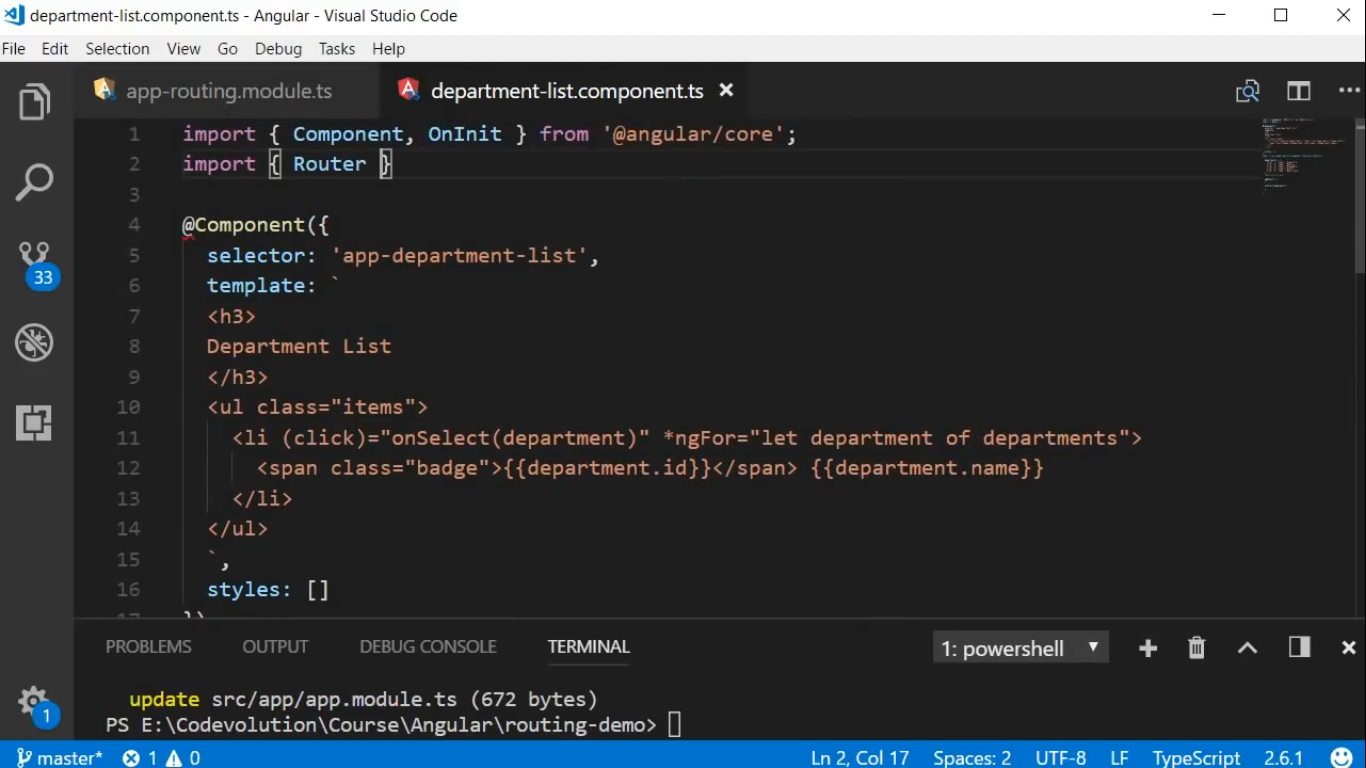 department-list.component.ts - Angular - Visual Studio Code
File Edit Selection View Go Debug Tasks Help
app-routing.module.ts department-list.component.ts
1 import { Component, OnInit } from '@angular/core';
2 import { Router }
3
4 @Component({
5 selector: 'app-department-list',
6 template: `
7 <h3>
8 Department List
9 </h3>
10 <ul class="items">
11 <li (click)="onSelect(department)" *ngFor="let department of departments">
12 <span class="badge">{{department.id}}</span> {{department.name}}
13 </li>
14 </ul>
15 `,
16 styles: []
17 })
33
PROBLEMS OUTPUT DEBUG CONSOLE TERMINAL 1: powershell
update src/app/app.module.ts (672 bytes)
PS E:\Codevolution\Course\Angular\routing-demo>
1
master* 1 0 Ln 2, Col 17 Spaces: 2 UTF-8 LF TypeScript 2.6.1